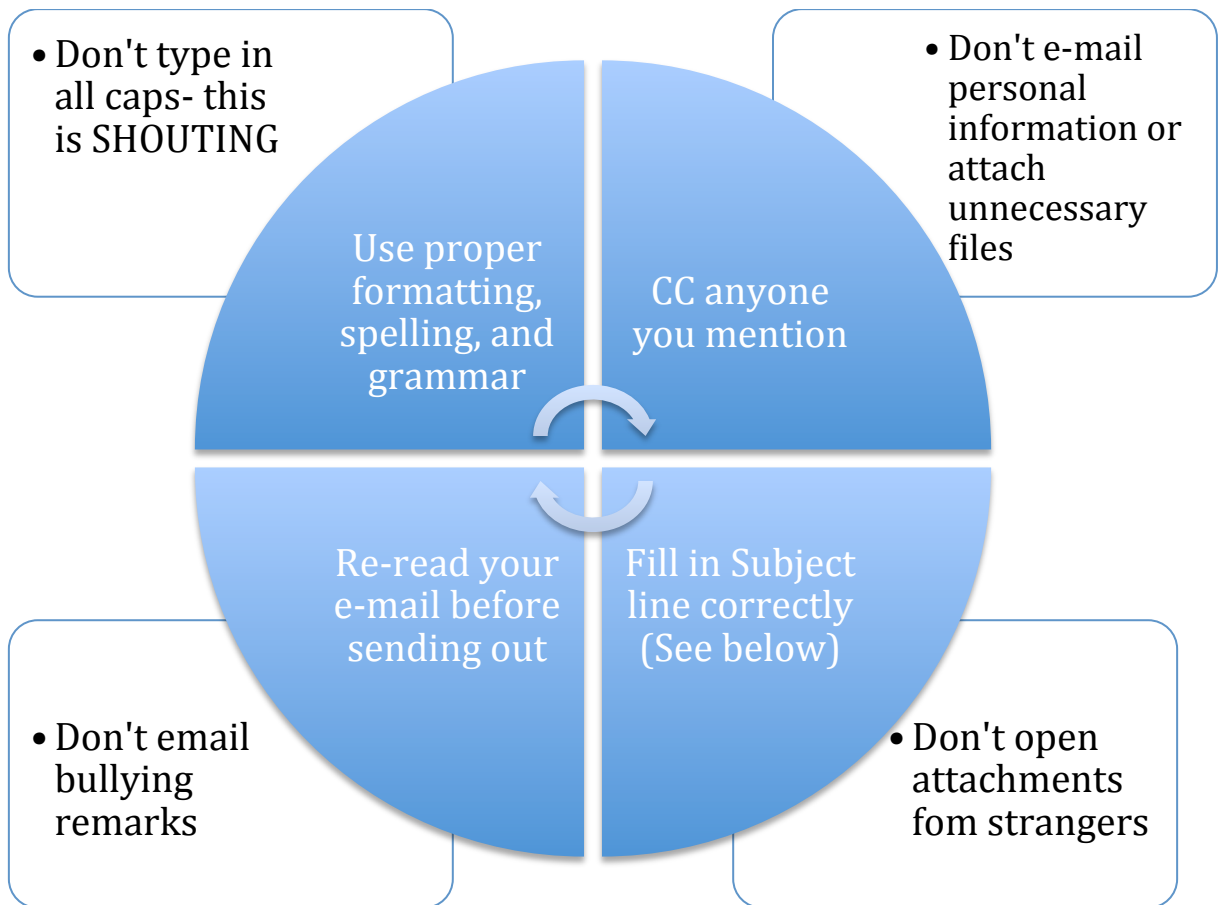 • Don't type in
all caps- this
is SHOUTING
• Don't e-mail
personal
information or
attach
unnecessary
files
Use proper
formatting,
spelling, and
grammar
CC anyone
you mention
Re-read your
e-mail before
sending out
Fill in Subject
line correctly
(See below)
• Don't email
bullying
remarks
• Don't open
attachments
fom strangers